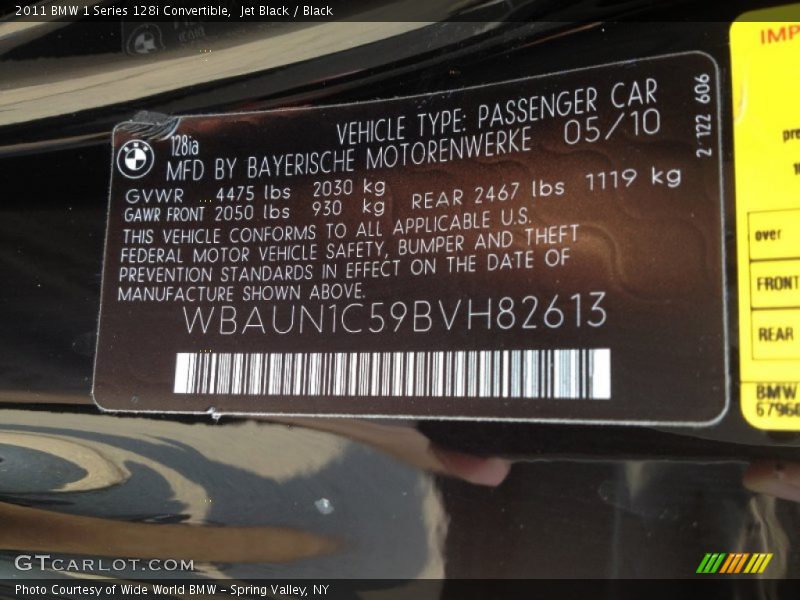 2011 BMW 1 Series 128i Convertible,  Jet Black / Black
128ia
VEHICLE TYPE: PASSENGER CAR
MFD BY BAYERISCHE MOTORENWERKE 05/10
GVWR 4475 lbs 2030 kg
GAWR FRONT 2050 lbs 930 kg REAR 2467 lbs 1119 kg
THIS VEHICLE CONFORMS TO ALL APPLICABLE U.S.
FEDERAL MOTOR VEHICLE SAFETY, BUMPER AND THEFT
PREVENTION STANDARDS IN EFFECT ON THE DATE OF
MANUFACTURE SHOWN ABOVE.
WBAUN1C59BVH82613
2 122 606
over
FRONT
REAR
BMW
GTCARLOT.COM
Photo Courtesy of Wide World BMW – Spring Valley, NY